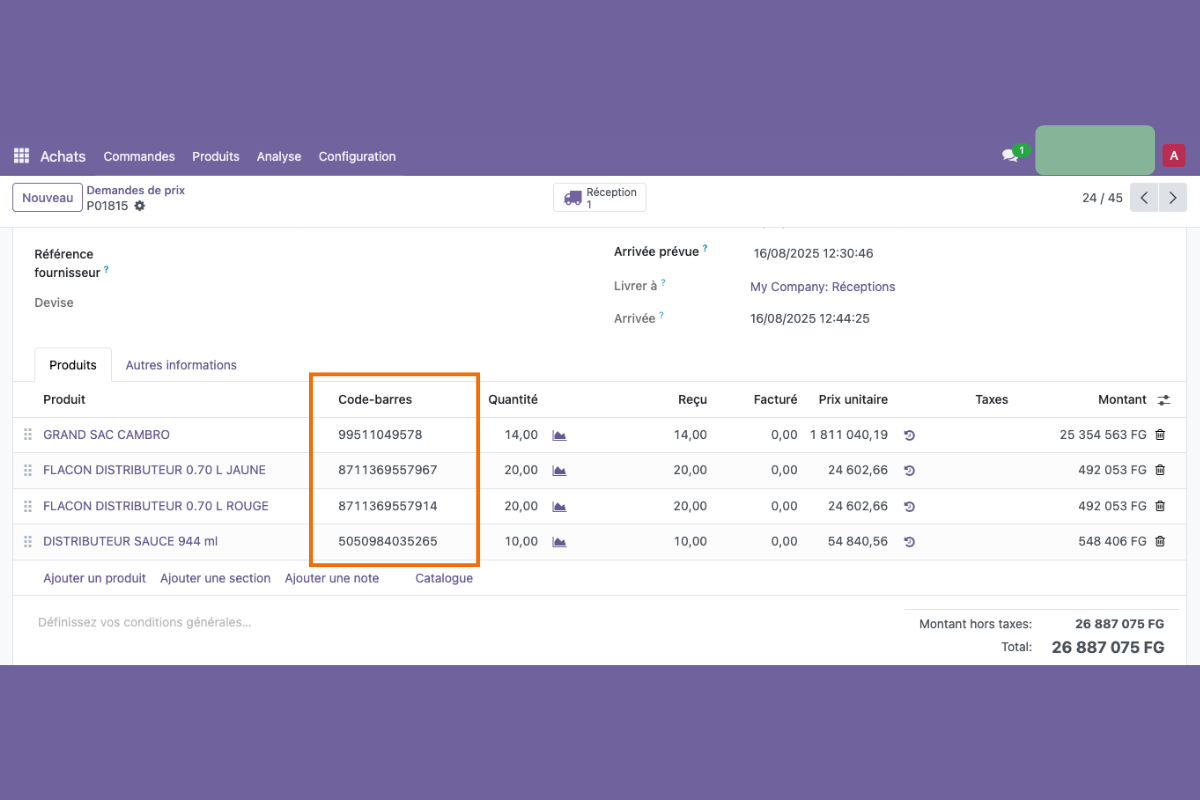 Achats Commandes Produits Analyse Configuration 1 A
Nouveau Demandes de prix P01815 Réception 1 24 / 45
Référence fournisseur ?
Devise
Arrivée prévue ? 16/08/2025 12:30:46
Livrer à ? My Company: Réceptions
Arrivée ? 16/08/2025 12:44:25
Produits Autres informations
Produit Code-barres Quantité Reçu Facturé Prix unitaire Taxes Montant
GRAND SAC CAMBRO 99511049578 14,00 14,00 0,00 1 811 040,19 25 354 563 FG
FLACON DISTRIBUTEUR 0.70 L JAUNE 8711369557967 20,00 20,00 0,00 24 602,66 492 053 FG
FLACON DISTRIBUTEUR 0.70 L ROUGE 8711369557914 20,00 20,00 0,00 24 602,66 492 053 FG
DISTRIBUTEUR SAUCE 944 ml 5050984035265 10,00 10,00 0,00 54 840,56 548 406 FG
Ajouter un produit Ajouter une section Ajouter une note Catalogue
Définissez vos conditions générales...
Montant hors taxes: 26 887 075 FG
Total: 26 887 075 FG